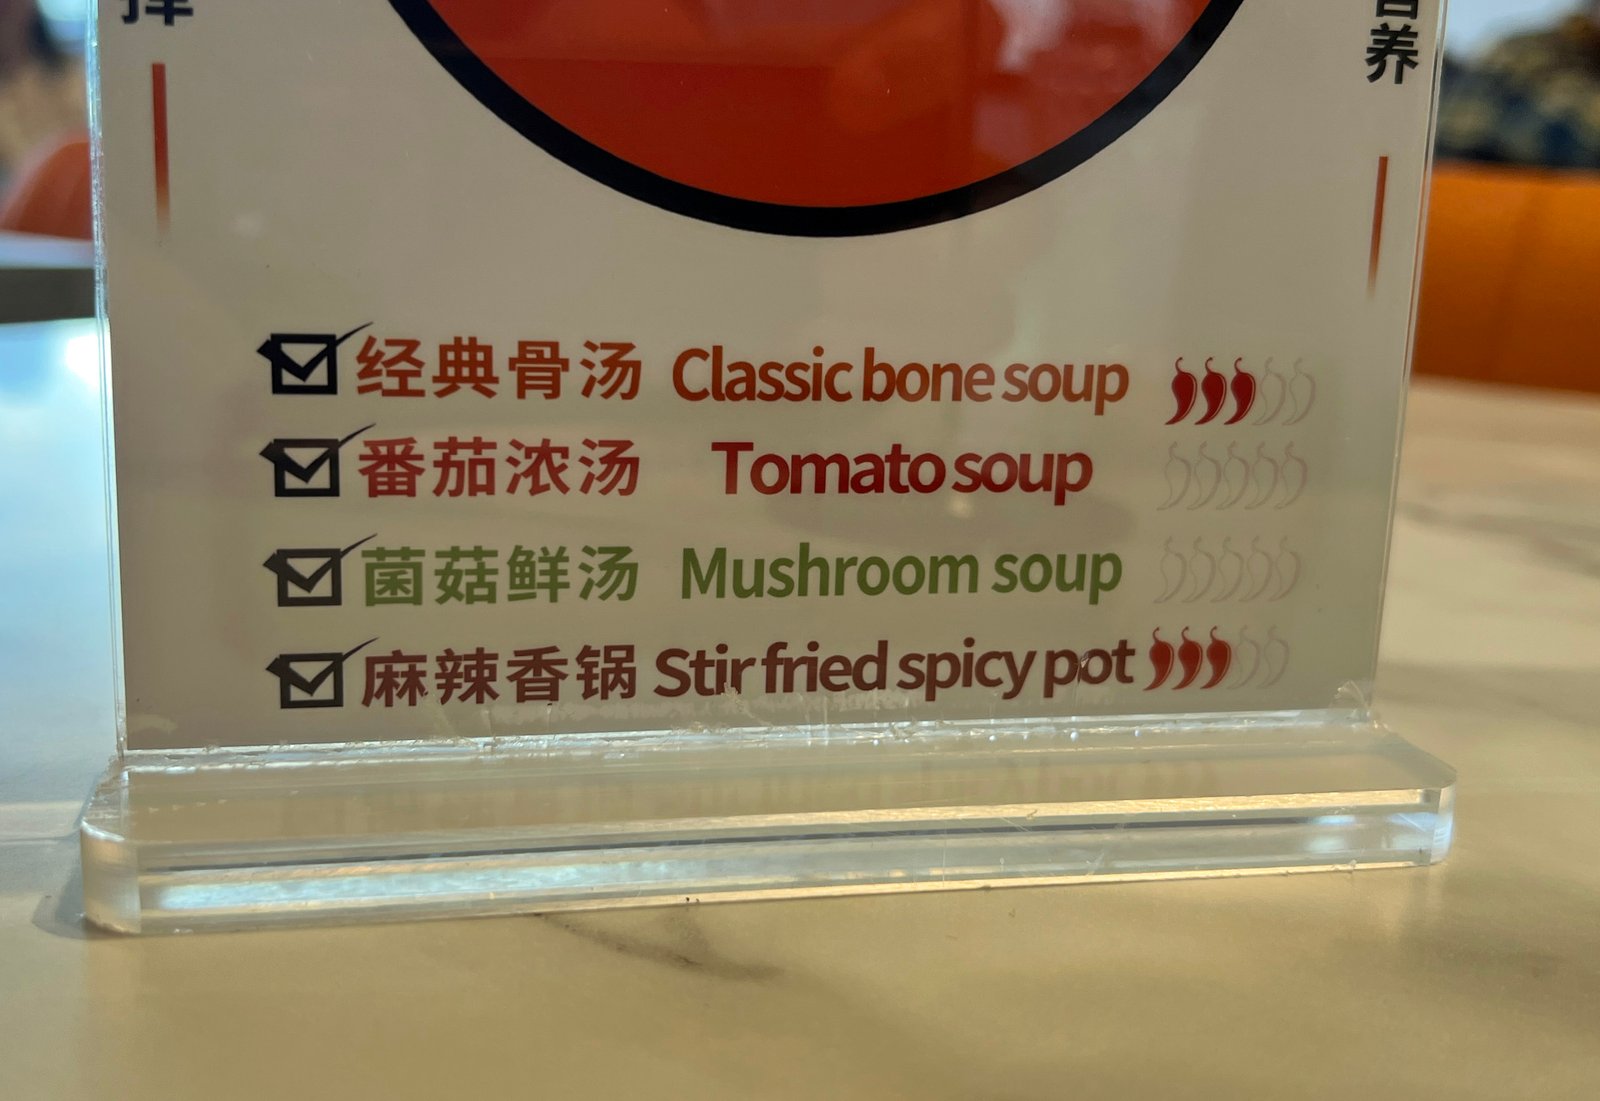 养
经典骨汤 Classic bone soup
番茄浓汤 Tomato soup
菌菇鲜汤 Mushroom soup
麻辣香锅 Stir fried spicy pot